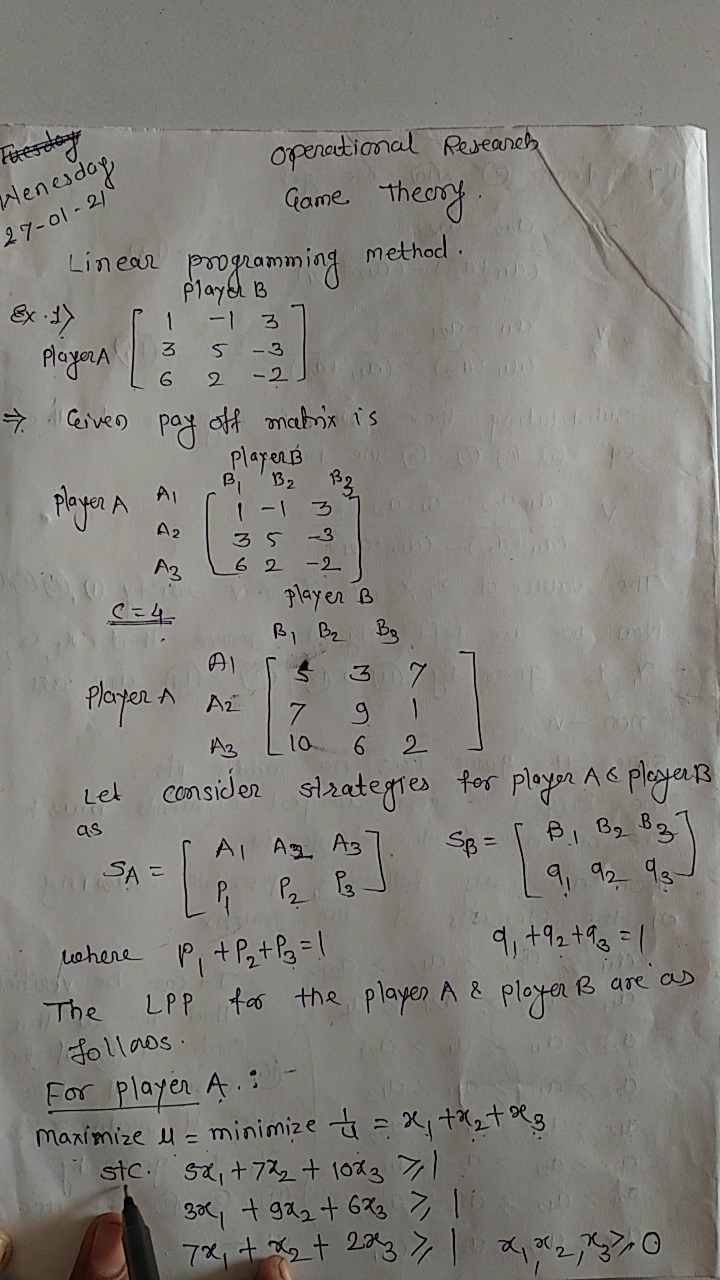 Tuesday
Wenesday
27-01-21
Operational Research
Game Theory.
Linear programming method.
Player B
Ex.1)
Player A [ 1 -1 3
3 5 -3
6 2 -2 ]
⇒ Given pay off matrix is
Player B
B1 B2 B3
Player A A1 [ 1 -1 3
A2 3 5 -3
A3 6 2 -2 ]
C=4
Player B
B1 B2 B3
A1 [ 5 3 7
Player A A2 7 9 1
A3 10 6 2 ]
Let consider strategies for player A & player B
as
SA = [ A1 A2 A3
P1 P2 P3 ]
SB = [ B1 B2 B3
q1 q2 q3 ]
where P1+P2+P3=1 q1+q2+q3=1
The LPP for the player A & player B are as
follaos.
For player A.:-
maximize u = minimize 1/u = x1+x2+x3
stc. 5x1+7x2+10x3 ≥ 1
3x1+9x2+6x3 ≥ 1
7x1+x2+2x3 ≥ 1 x1,x2,x3≥0